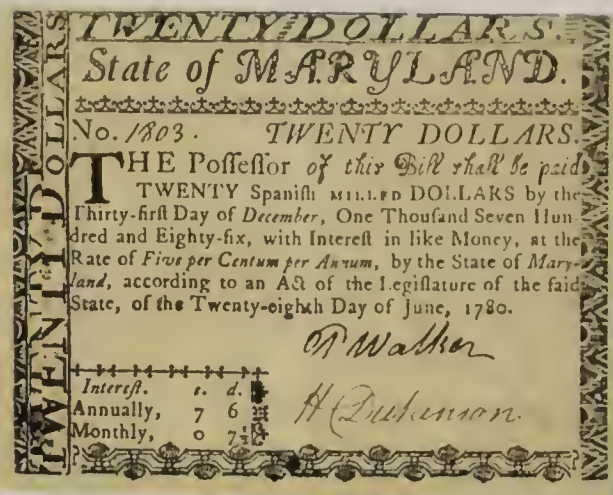 TWENTY DOLLARS.
State of MARYLAND.
No. 1803. TWENTY DOLLARS.
THE Poſſeſſor of this Bill shall be paid
TWENTY Spaniſh MILLED DOLLARS by the
Thirty-firſt Day of December, One Thouſand Seven Hun-
dred and Eighty-ſix, with Intereſt in like Money, at the
Rate of Five per Centum per Annum, by the State of Mary-
land, according to an Act of the Legiſlature of the ſaid
State, of the Twenty-eighth Day of June, 1780.
T Walker
H Dickinson.
Intereſt. s. d.
Annually, 7 6
Monthly, 0 7½
TWENTY DOLLARS